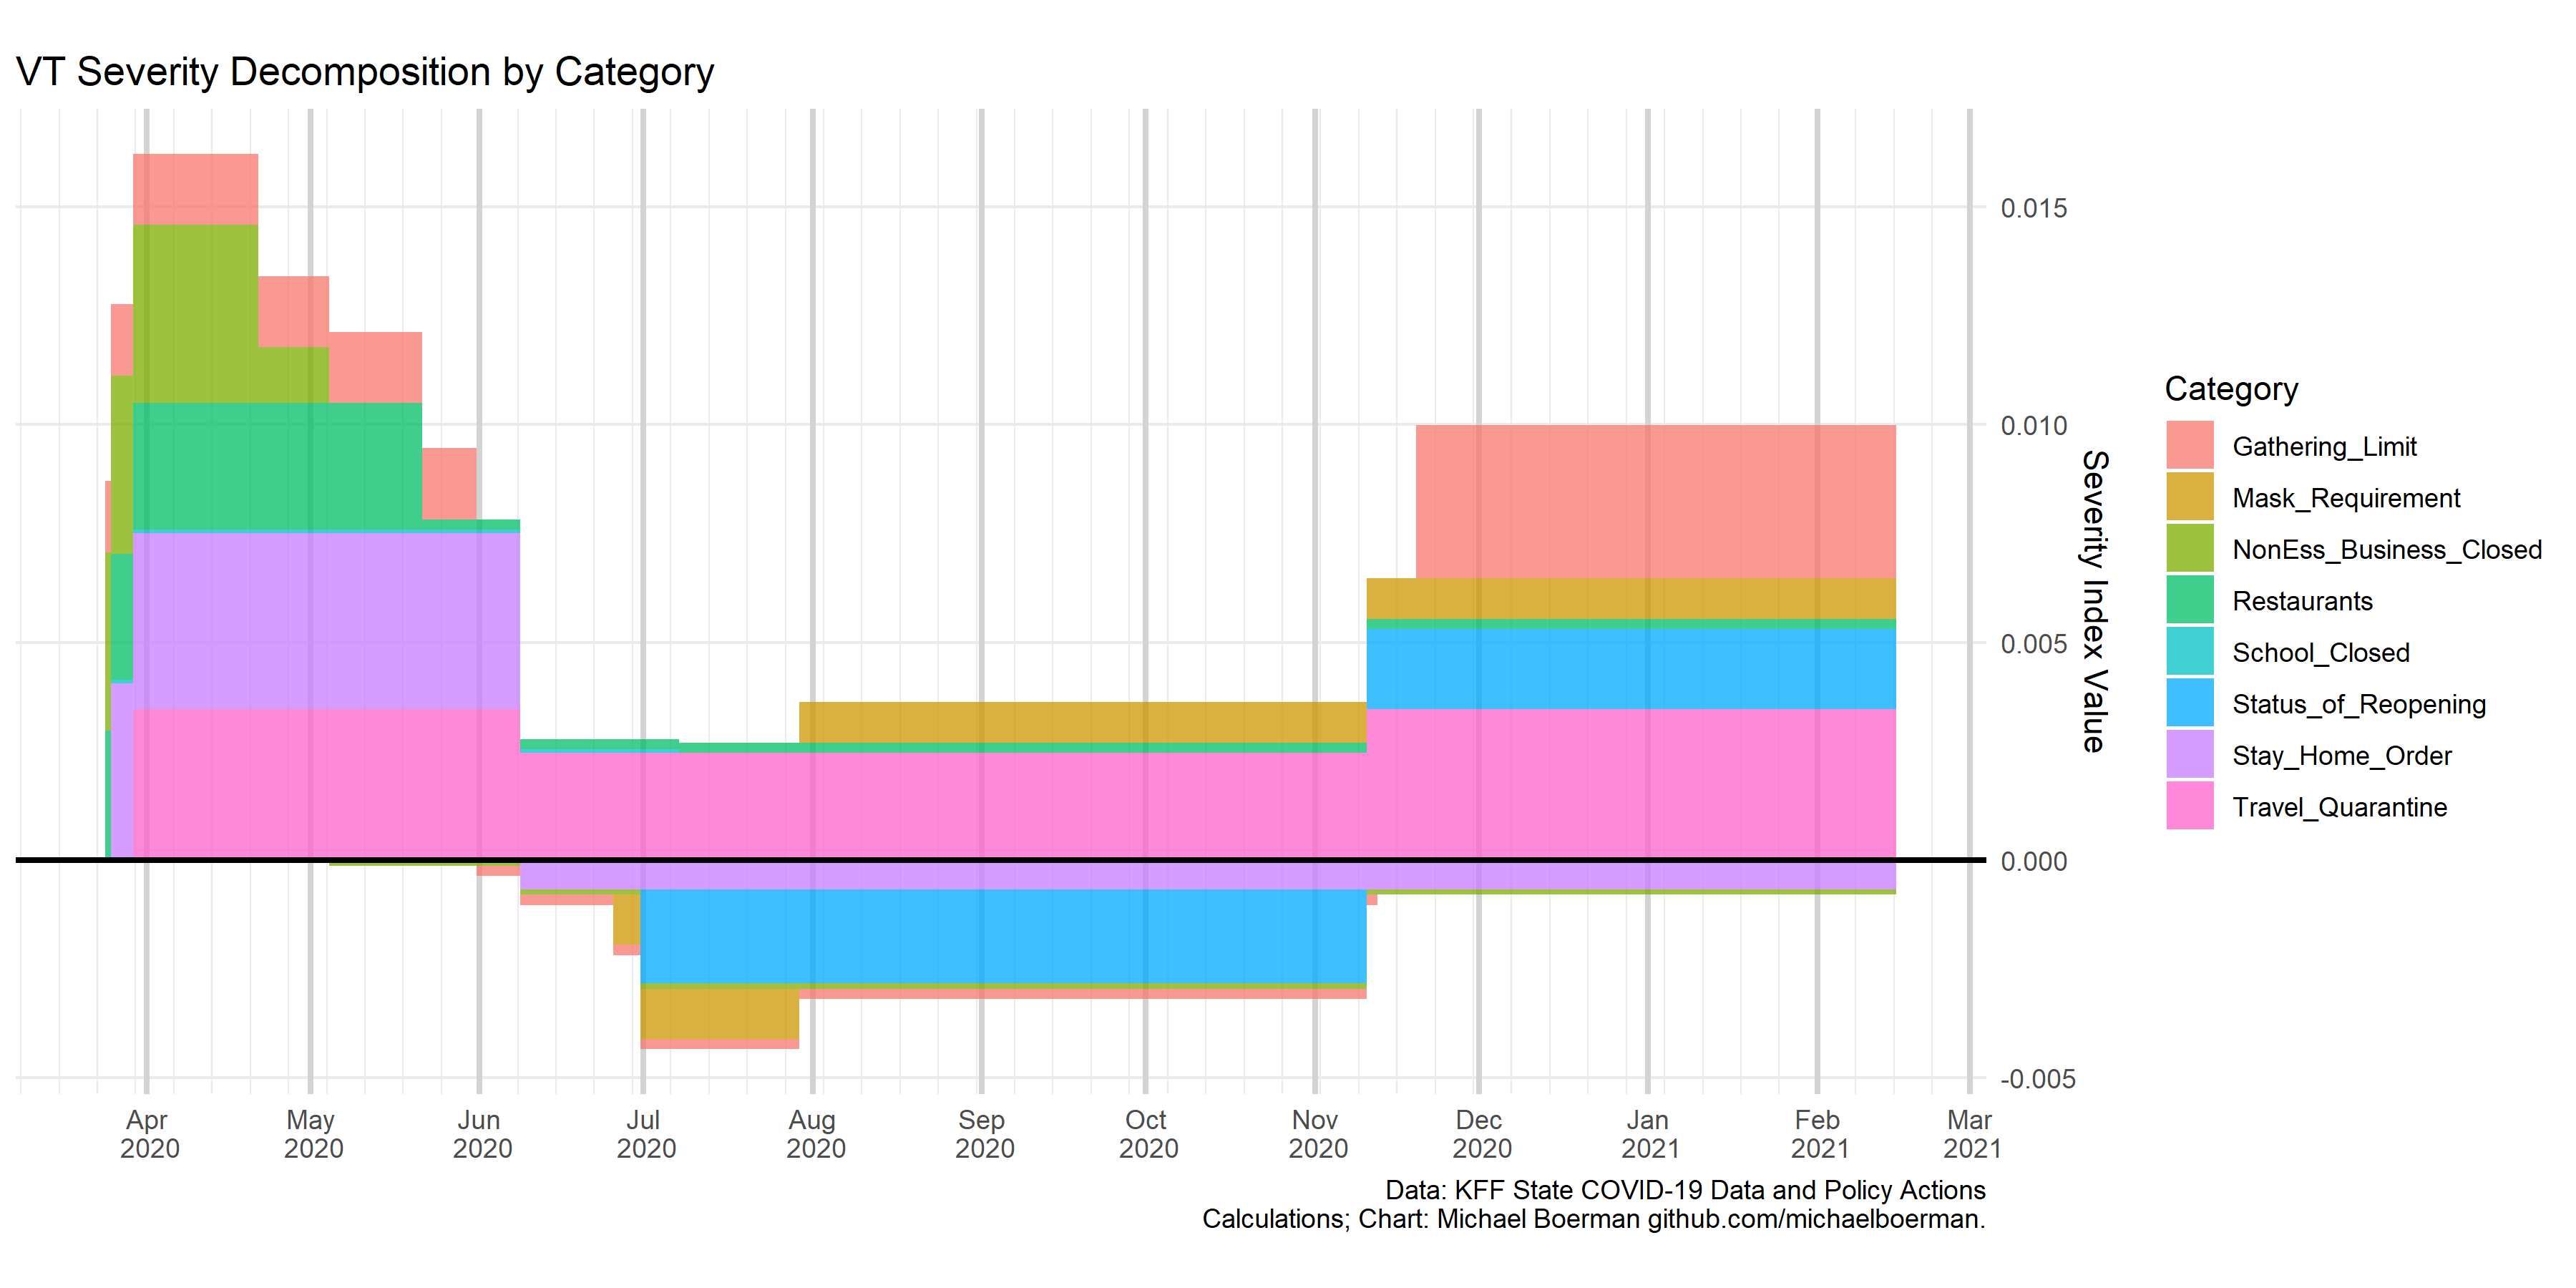 VT Severity Decomposition by Category
0.015
0.010
0.005
0.000
-0.005
Severity Index Value
Apr
2020
May
2020
Jun
2020
Jul
2020
Aug
2020
Sep
2020
Oct
2020
Nov
2020
Dec
2020
Jan
2021
Feb
2021
Mar
2021
Category
Gathering_Limit
Mask_Requirement
NonEss_Business_Closed
Restaurants
School_Closed
Status_of_Reopening
Stay_Home_Order
Travel_Quarantine
Data: KFF State COVID-19 Data and Policy Actions
Calculations; Chart: Michael Boerman github.com/michaelboerman.